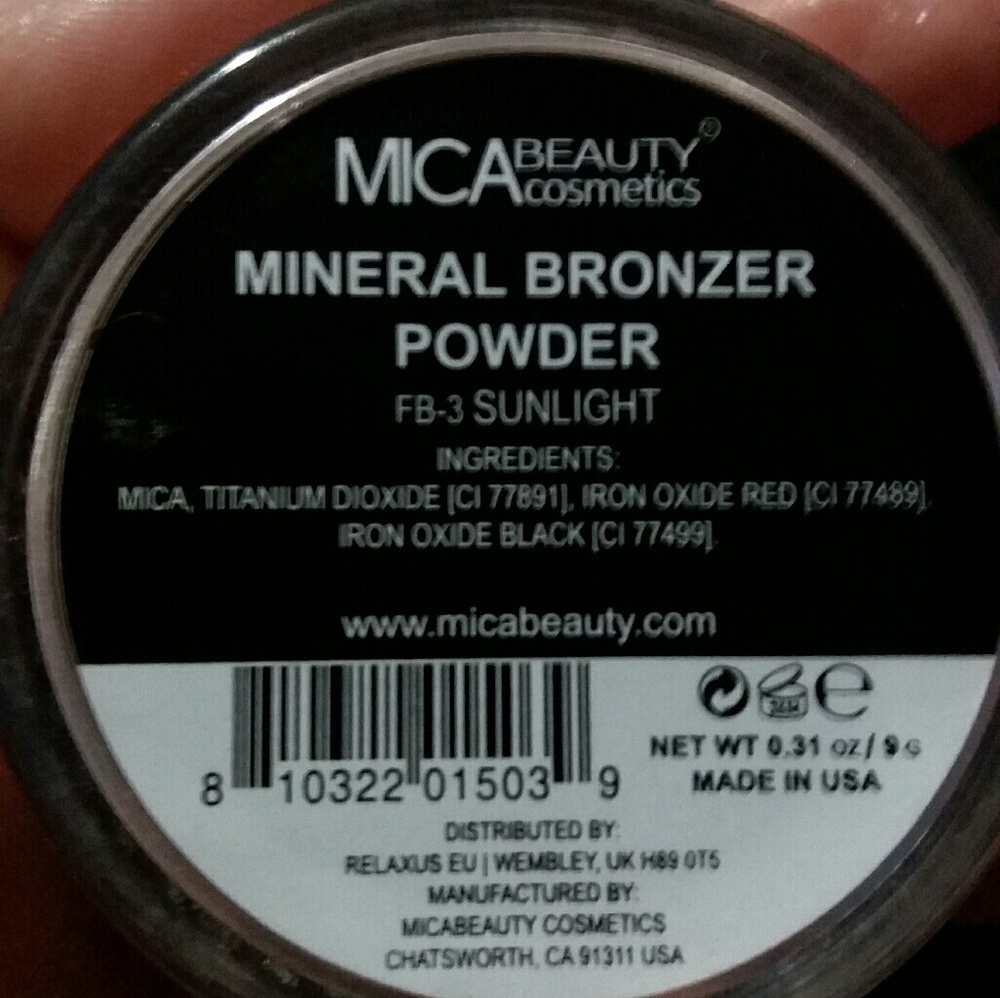 MICA BEAUTY®
cosmetics
MINERAL BRONZER
POWDER
FB-3 SUNLIGHT
INGREDIENTS:
MICA, TITANIUM DIOXIDE [CI 77891], IRON OXIDE RED [CI 77489],
IRON OXIDE BLACK [CI 77499].
www.micabeauty.com
24M e
NET WT 0.31 oz / 9 G
MADE IN USA
8 10322 01503 9
DISTRIBUTED BY:
RELAXUS EU | WEMBLEY, UK H89 0T5
MANUFACTURED BY:
MICABEAUTY COSMETICS
CHATSWORTH, CA 91311 USA